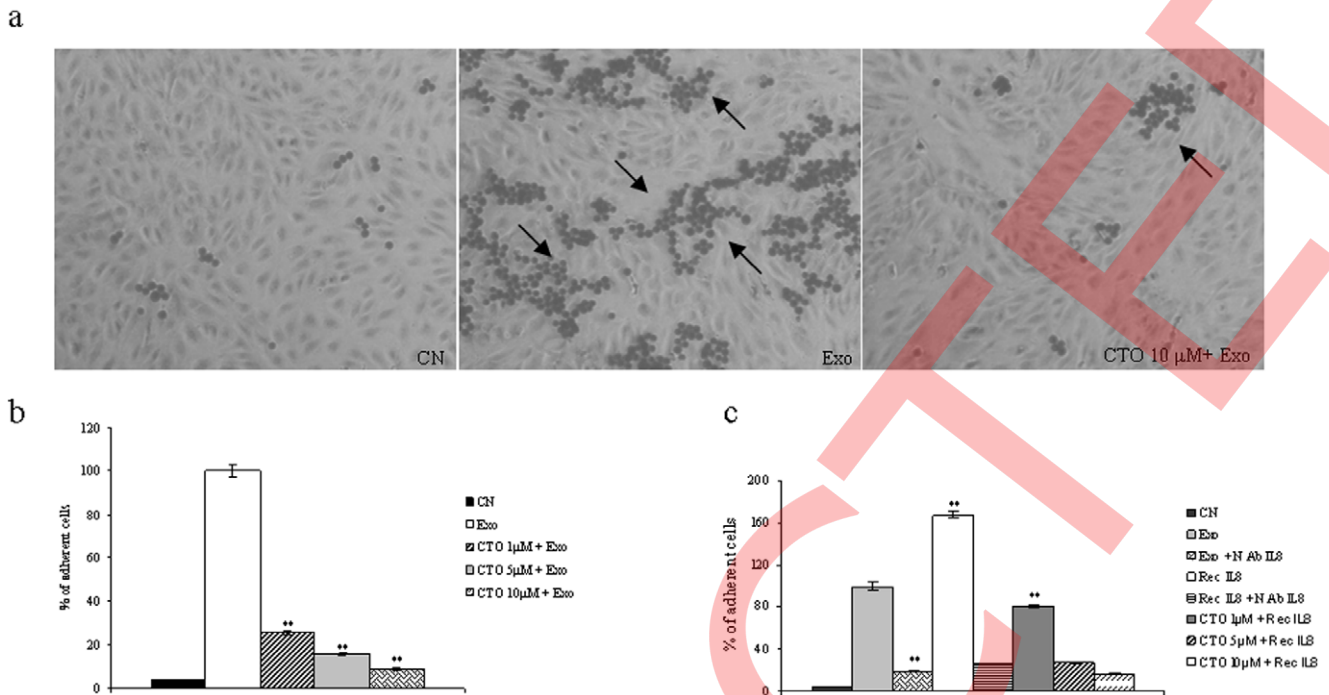 a
CN
Exo
CTO 10 µM+ Exo
b
120
100
80
60
40
20
0
% of adherent cells
CN
Exo
CTO 1µM + Exo
CTO 5µM + Exo
CTO 10µM + Exo
c
200
160
120
80
40
0
% of adherent cells
CN
Exo
Exo + N Ab IL8
Rec IL8
Rec IL8 + N Ab IL8
CTO 1µM + Rec IL8
CTO 5µM + Rec IL8
CTO 10µM + Rec IL8